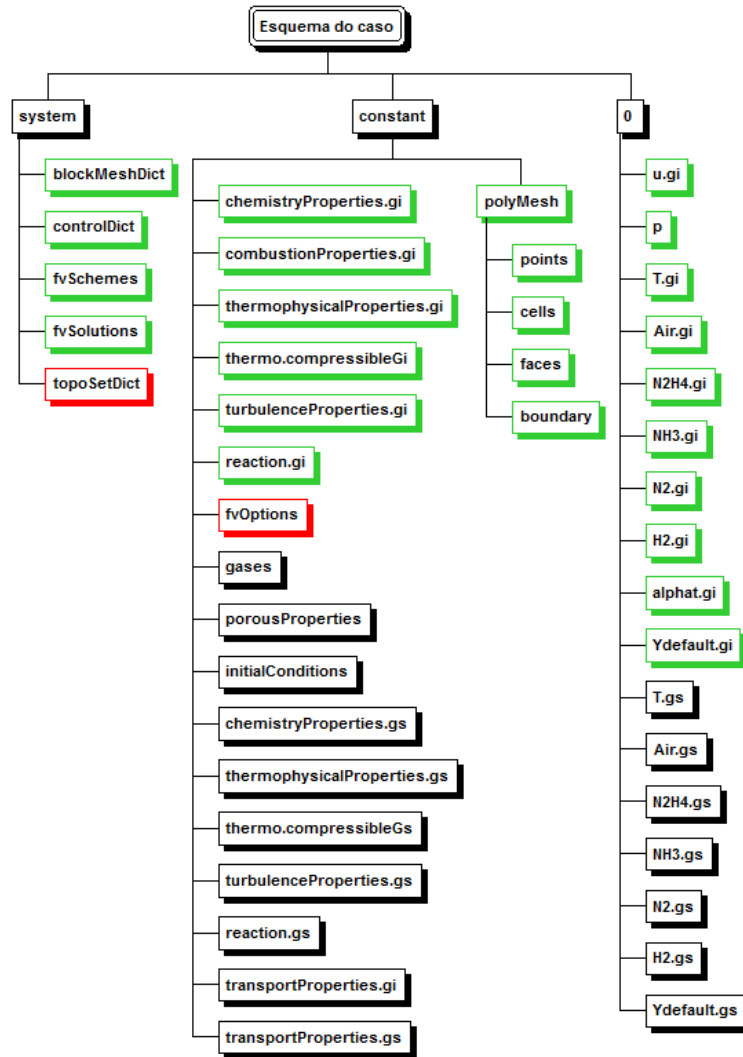 Esquema do caso
system
blockMeshDict
controlDict
fvSchemes
fvSolutions
topoSetDict
constant
chemistryProperties.gi
combustionProperties.gi
thermophysicalProperties.gi
thermo.compressibleGi
turbulenceProperties.gi
reaction.gi
fvOptions
gases
porousProperties
initialConditions
chemistryProperties.gs
thermophysicalProperties.gs
thermo.compressibleGs
turbulenceProperties.gs
reaction.gs
transportProperties.gi
transportProperties.gs
polyMesh
points
cells
faces
boundary
0
u.gi
p
T.gi
Air.gi
N2H4.gi
NH3.gi
N2.gi
H2.gi
alphat.gi
Ydefault.gi
T.gs
Air.gs
N2H4.gs
NH3.gs
N2.gs
H2.gs
Ydefault.gs